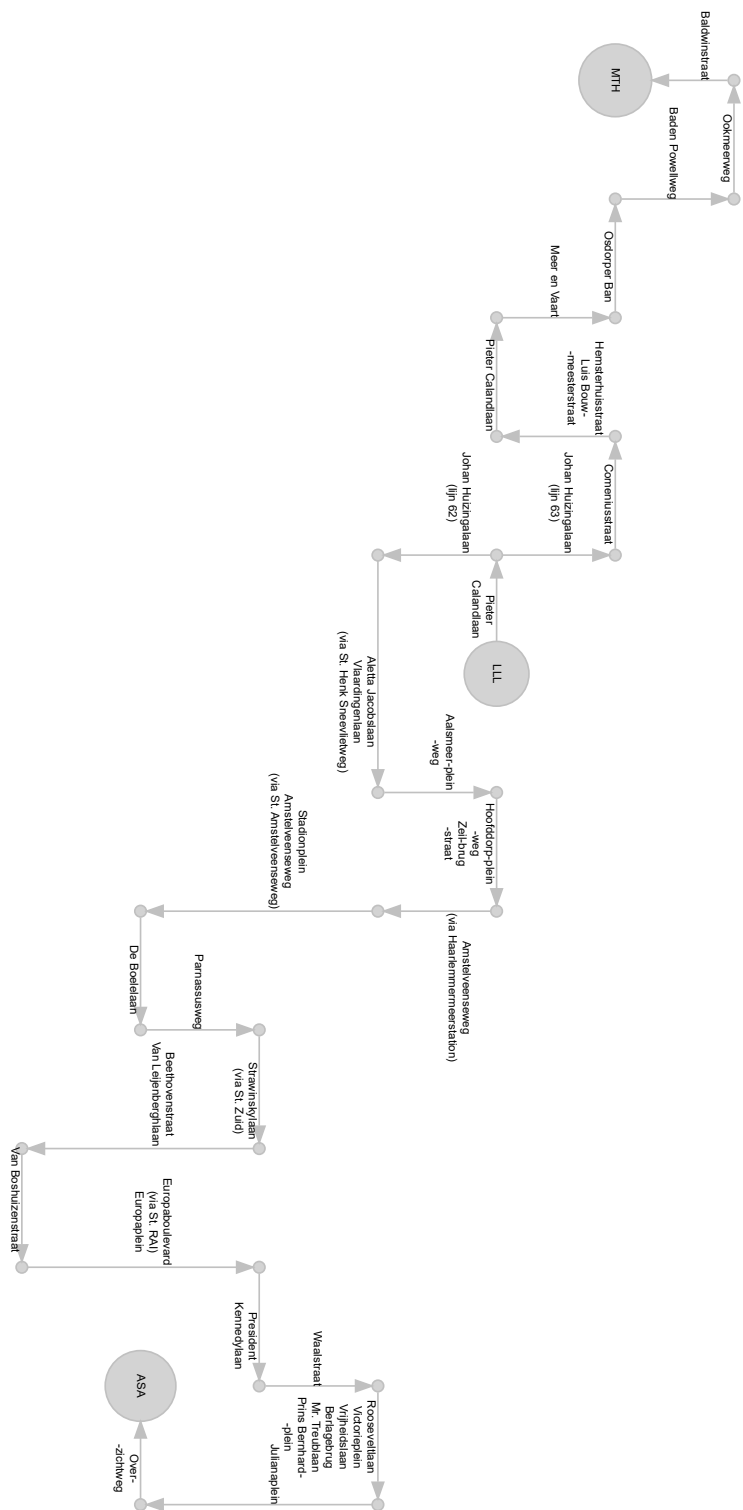 Baldwinstraat
MTH
Ookmeerweg
Baden Powellweg
Osdorper Ban
Meer en Vaart
Pieter Calandlaan
Hemsterhuisstraat
Luis Bouw-
-meesterstraat
Comeniusstraat
Johan Huizingalaan
(lijn 63)
Johan Huizingalaan
(lijn 62)
Pieter
Calandlaan
LLL
Aletta Jacobslaan
Vlaardingenlaan
(via St. Henk Sneevlietweg)
Aalsmeer-plein
-weg
Hoofddorp-plein
-weg
Zeil-brug
-straat
Amstelveenseweg
(via Haarlemmermeerstation)
Stadionplein
Amstelveenseweg
(via St. Amstelveenseweg)
De Boelelaan
Parnassusweg
Strawinskylaan
(via St. Zuid)
Beethovenstraat
Van Leijenberghlaan
Van Boshuizenstraat
Europaboulevard
(via St. RAI)
Europaplein
President
Kennedylaan
Waalstraat
Rooseveltlaan
Victorieplein
Vrijheidslaan
Berlagebrug
Mr. Treublaan
Prins Bernhard-
-plein
Julianaplein
Over-
-zichtweg
ASA